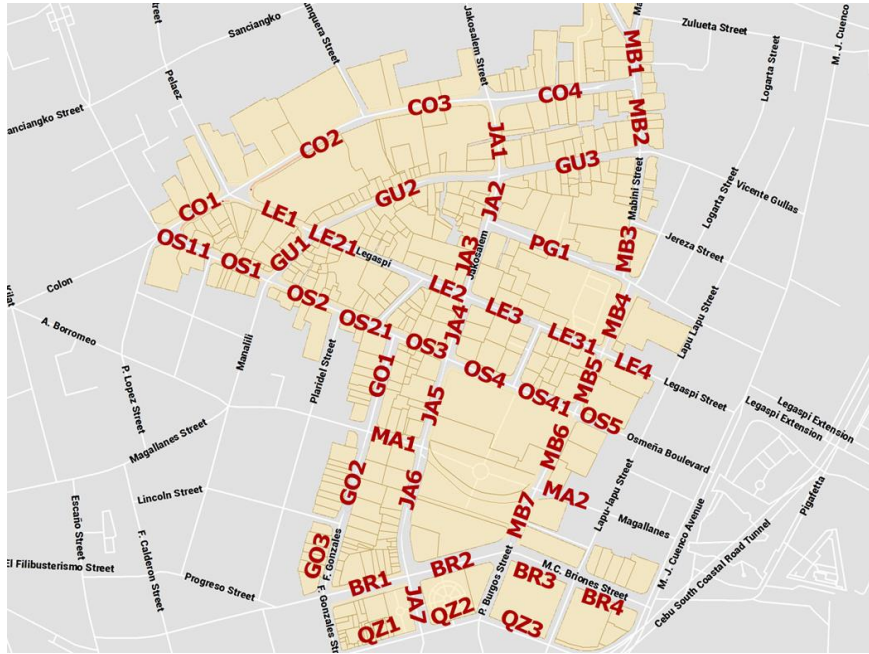 Sanciangko
Zulueta Street
M. J. Cuenco
Jakosalem Street
MB1
Pelaez
Logarta Street
CO4
CO3
MB2
Sanciangko Street
CO2
JA1
GU3
Vicente Gullas
Mabini Street
GU2
JA2
Logarta Street
CO1
LE1
LE21
Jereza Street
OS11
GU1
Legaspi
JA3
Jakosalem
PG1
MB3
OS1
Colon
OS2
LE2
LE3
MB4
Lapu Lapu Street
A. Borromeo
OS21
JA4
LE31
OS3
LE4
Manalili
Plaridel Street
P. Lopez Street
GO1
OS4
MB5
Legaspi Street
JA5
OS41
OS5
Legaspi Extension
Legaspi Extension
Magallanes Street
MA1
MB6
Osmeña Boulevard
GO2
JA6
MA2
Lincoln Street
MB7
Lapu-lapu Street
Magallanes
Pigafetta
Escaño Street
F. Calderon Street
M. J. Cuenco Avenue
Cebu South Coastal Road Tunnel
GO3
F. Gonzales
El Filibusterismo Street
BR2
M.C. Briones Street
BR3
Progreso Street
BR1
P. Burgos Street
BR4
JA7
QZ2
F. Gonzales
QZ1
QZ3